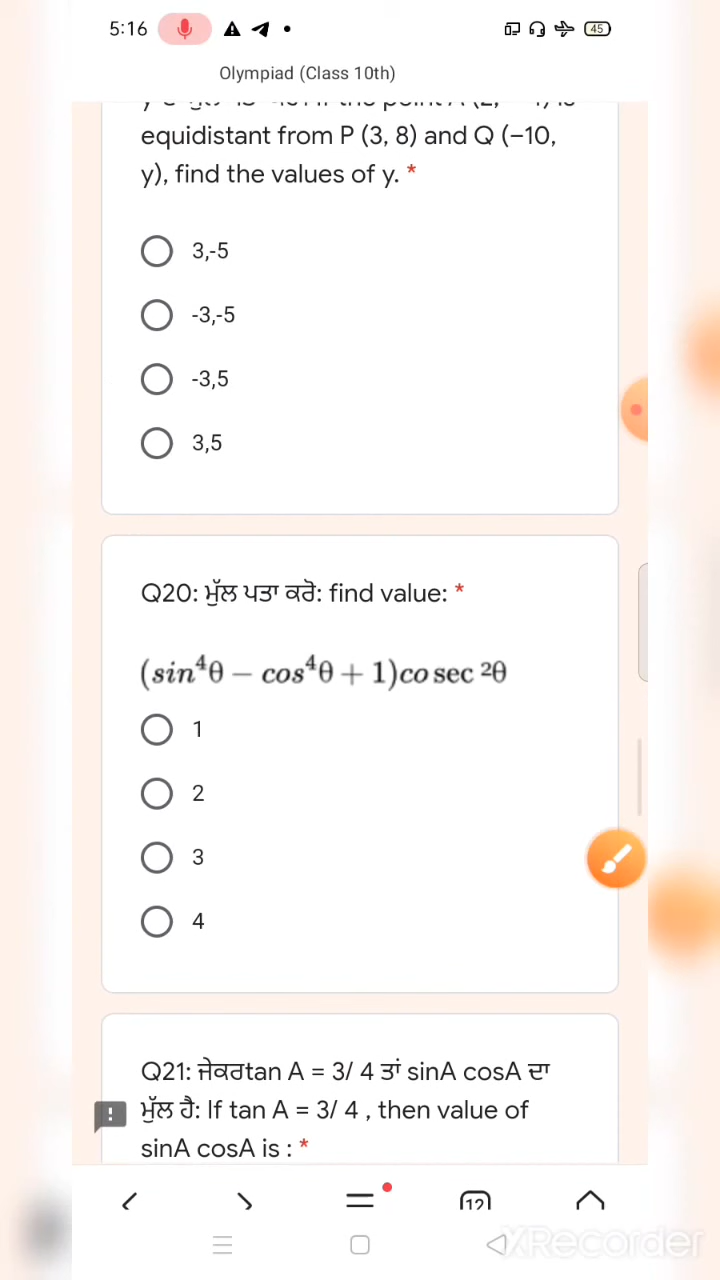 5:16
45
Olympiad (Class 10th)
equidistant from P (3, 8) and Q (−10,
y), find the values of y. *
3,-5
-3,-5
-3,5
3,5
Q20: ਮੁੱਲ ਪਤਾ ਕਰੋ: find value: *
(sin⁴θ − cos⁴θ + 1)co sec ²θ
1
2
3
4
Q21: ਜੇਕਰtan A = 3/ 4 ਤਾਂ sinA cosA ਦਾ
ਮੁੱਲ ਹੈ: If tan A = 3/ 4 , then value of
sinA cosA is : *
12
XRecorder